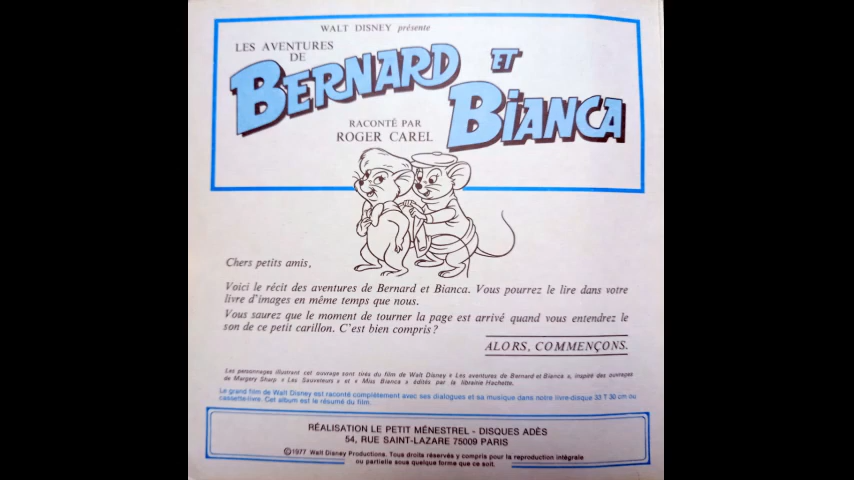 WALT DISNEY présente
LES AVENTURES
DE
BERNARD ET
BIANCA
RACONTÉ PAR
ROGER CAREL
Chers petits amis,
Voici le récit des aventures de Bernard et Bianca. Vous pourrez le lire dans votre
livre d'images en même temps que nous.
Vous saurez que le moment de tourner la page est arrivé quand vous entendrez le
son de ce petit carillon. C'est bien compris ?
ALORS, COMMENÇONS.
Les personnages illustrant cet ouvrage sont tirés du film de Walt Disney « Les aventures de Bernard et Bianca », inspiré des ouvrages
de Margery Sharp « Les Sauveteurs » et « Miss Bianca » édités par la librairie Hachette.
Le grand film de Walt Disney est raconté complètement avec ses dialogues et sa musique dans notre livre-disque 33 T 30 cm ou
cassette-livre. Cet album est le résumé du film.
RÉALISATION LE PETIT MÉNESTREL - DISQUES ADÈS
54, RUE SAINT-LAZARE 75009 PARIS
©1977 Walt Disney Productions. Tous droits réservés y compris pour la reproduction intégrale
ou partielle sous quelque forme que ce soit.